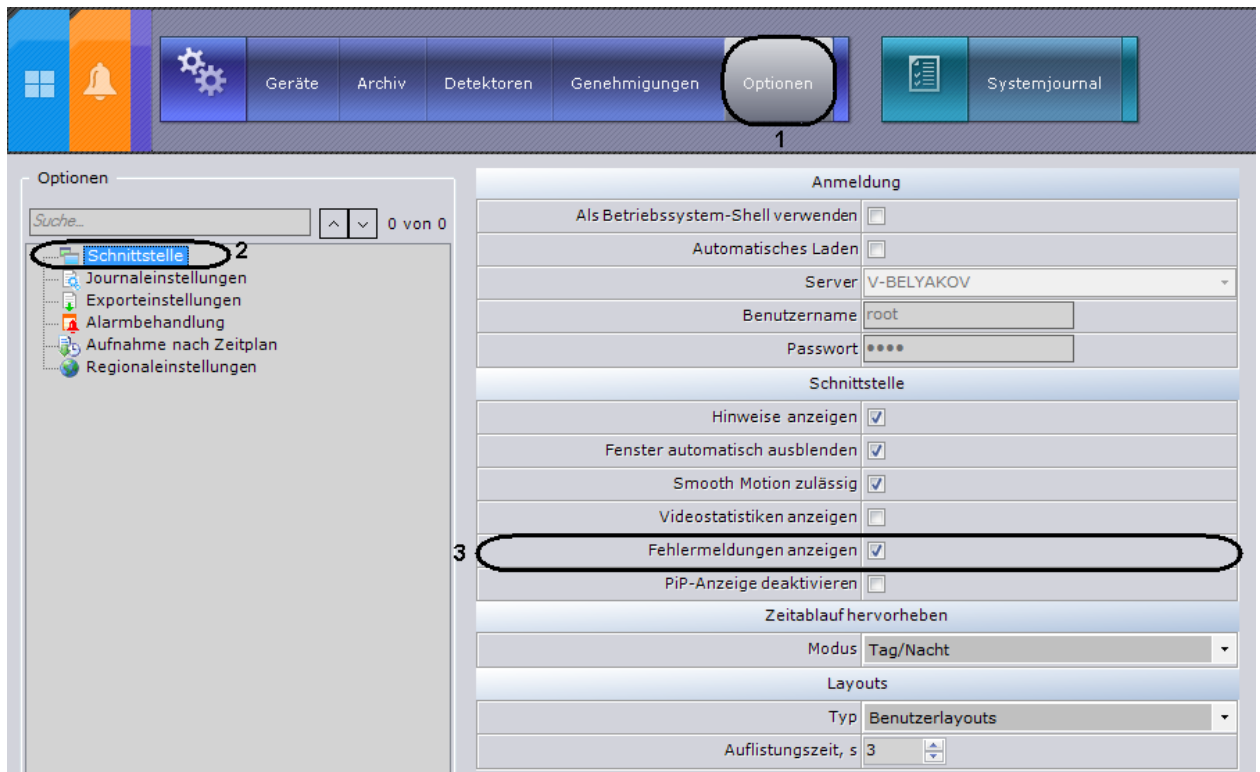 Geräte Archiv Detektoren Genehmigungen Optionen Systemjournal
1
Optionen
Suche...
0 von 0
Schnittstelle
2
Journaleinstellungen
Exporteinstellungen
Alarmbehandlung
Aufnahme nach Zeitplan
Regionaleinstellungen
Anmeldung
Als Betriebssystem-Shell verwenden
Automatisches Laden
Server V-BELYAKOV
Benutzername root
Passwort ••••
Schnittstelle
Hinweise anzeigen
Fenster automatisch ausblenden
Smooth Motion zulässig
Videostatistiken anzeigen
3 Fehlermeldungen anzeigen
PiP-Anzeige deaktivieren
Zeitablauf hervorheben
Modus Tag/Nacht
Layouts
Typ Benutzerlayouts
Auflistungszeit, s 3